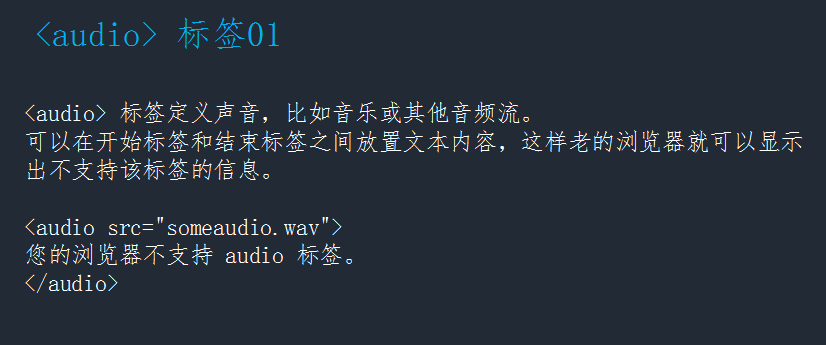 <audio> 标签01
<audio> 标签定义声音，比如音乐或其他音频流。
可以在开始标签和结束标签之间放置文本内容，这样老的浏览器就可以显示
出不支持该标签的信息。
<audio src="someaudio.wav">
您的浏览器不支持 audio 标签。
</audio>